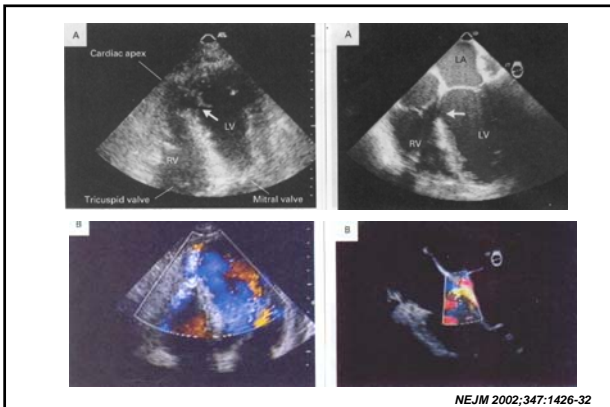 A
Cardiac apex
LV
RV
Tricuspid valve
Mitral valve
A
LA
RV
LV
B
B
NEJM 2002;347:1426-32